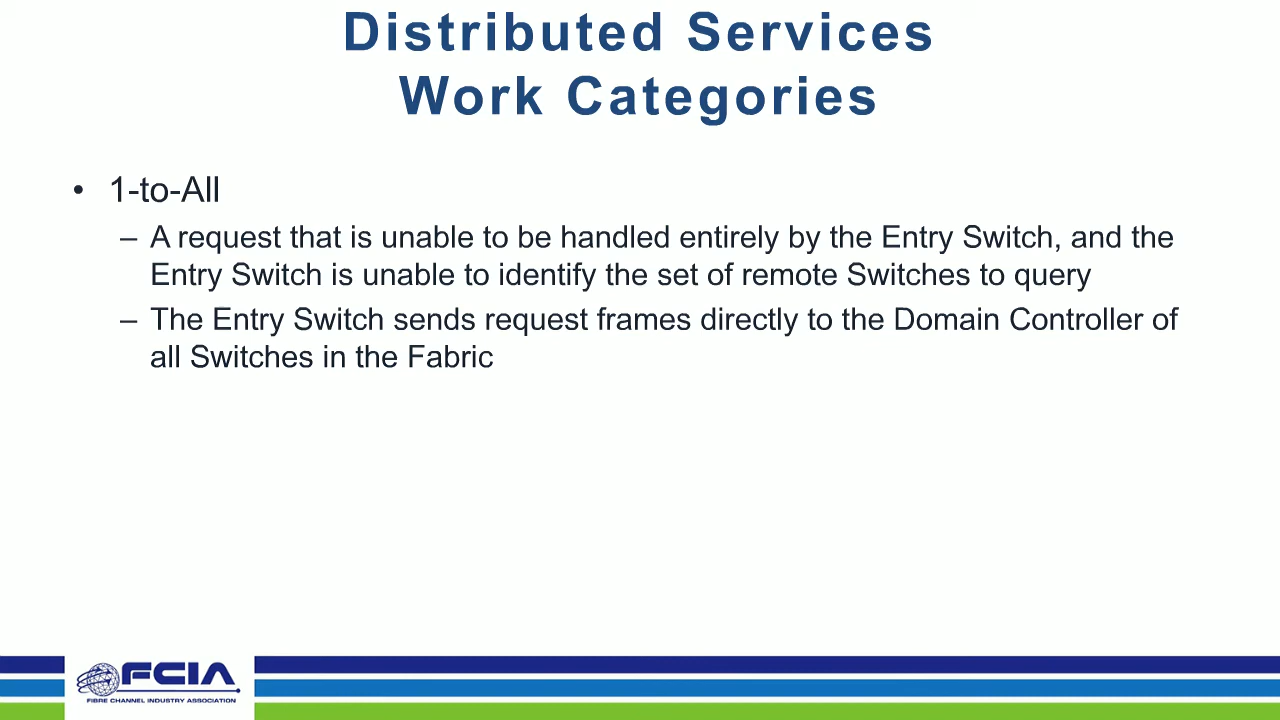 Distributed Services
Work Categories
• 1-to-All
– A request that is unable to be handled entirely by the Entry Switch, and the
Entry Switch is unable to identify the set of remote Switches to query
– The Entry Switch sends request frames directly to the Domain Controller of
all Switches in the Fabric
FCIA
FIBRE CHANNEL INDUSTRY ASSOCIATION